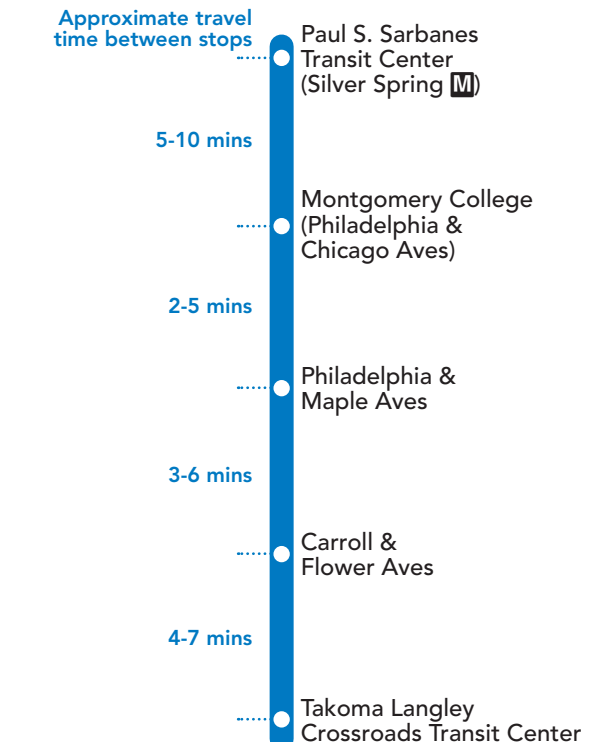 Approximate travel
time between stops
Paul S. Sarbanes
Transit Center
(Silver Spring M)
5-10 mins
Montgomery College
(Philadelphia &
Chicago Aves)
2-5 mins
Philadelphia &
Maple Aves
3-6 mins
Carroll &
Flower Aves
4-7 mins
Takoma Langley
Crossroads Transit Center